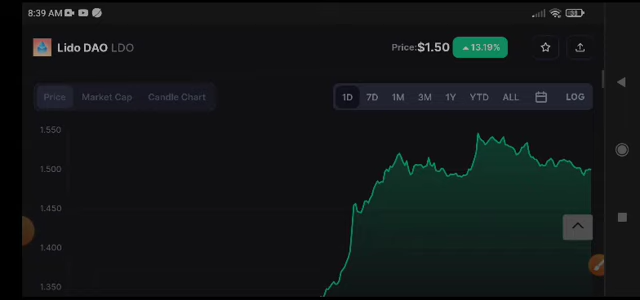 8:39 AM
Lido DAO LDO
Price: $1.50 13.19%
Price Market Cap Candle Chart
1D 7D 1M 3M 1Y YTD ALL LOG
1.550
1.500
1.450
1.400
1.350